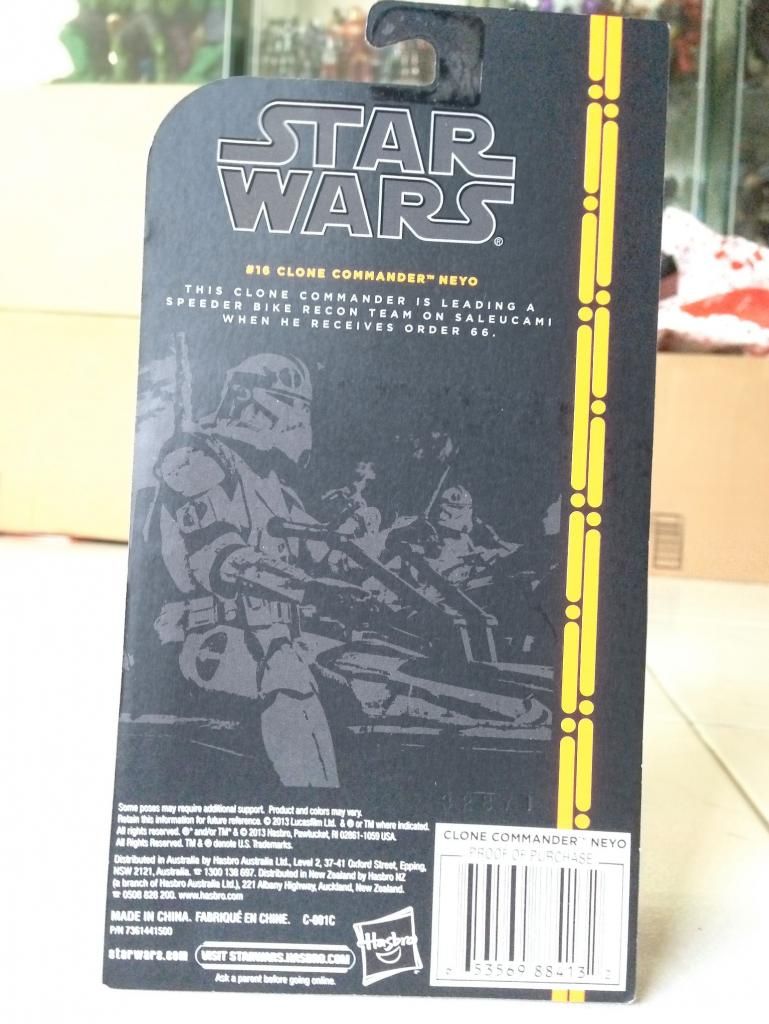 STAR
WARS®
#16 CLONE COMMANDER™ NEYO
THIS CLONE COMMANDER IS LEADING A
SPEEDER BIKE RECON TEAM ON SALEUCAMI
WHEN HE RECEIVES ORDER 66.
Some poses may require additional support. Product and colors may vary.
Retain this information for future reference. © 2013 Lucasfilm Ltd. & ® or TM where indicated.
All rights reserved. ®* and/or TM* & © 2013 Hasbro, Pawtucket, RI 02861-1059 USA.
All Rights Reserved. TM & ® denote U.S. Trademarks.
Distributed in Australia by Hasbro Australia Ltd., Level 2, 37-41 Oxford Street, Epping,
NSW 2121, Australia. ☎ 1300 138 697. Distributed in New Zealand by Hasbro NZ
(a branch of Hasbro Australia Ltd.), 221 Albany Highway, Auckland, New Zealand.
☎ 0508 828 200. www.hasbro.com
MADE IN CHINA. FABRIQUÉ EN CHINE. C-001C
P/N 7361441500
starwars.com VISIT STARWARS.HASBRO.COM
Ask a parent before going online.
Hasbro
CLONE COMMANDER™ NEYO
PROOF OF PURCHASE
53569 88413 2